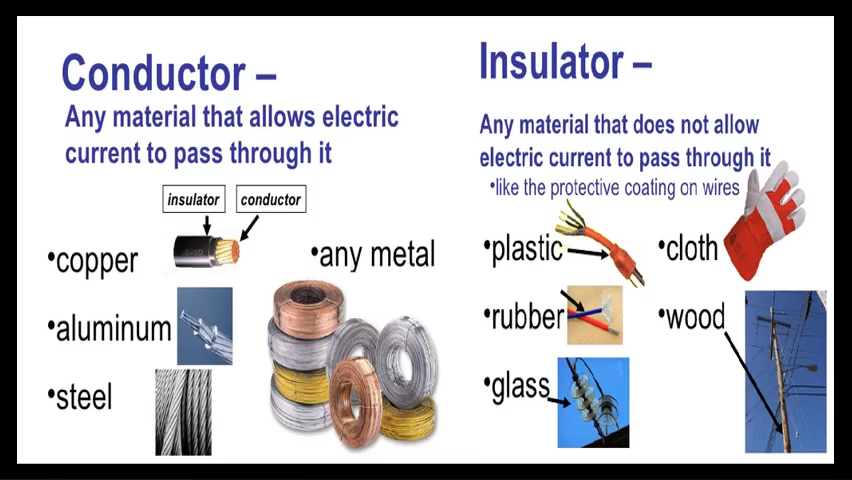 Conductor –
Any material that allows electric
current to pass through it
insulator
conductor
•copper
•any metal
•aluminum
•steel
Insulator –
Any material that does not allow
electric current to pass through it
•like the protective coating on wires
•plastic
•cloth
•rubber
•wood
•glass